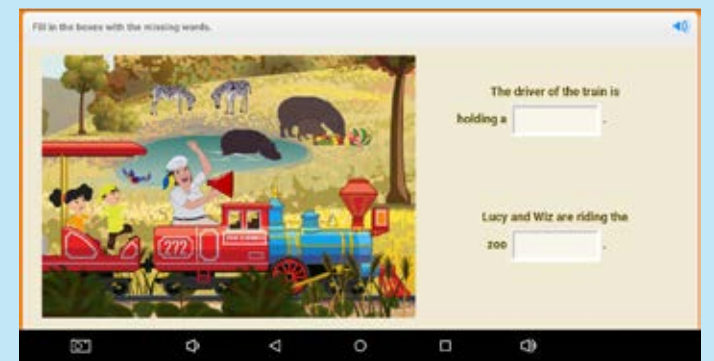 Fill in the boxes with the missing words.
The driver of the train is
holding a .
Lucy and Wiz are riding the
zoo .
222